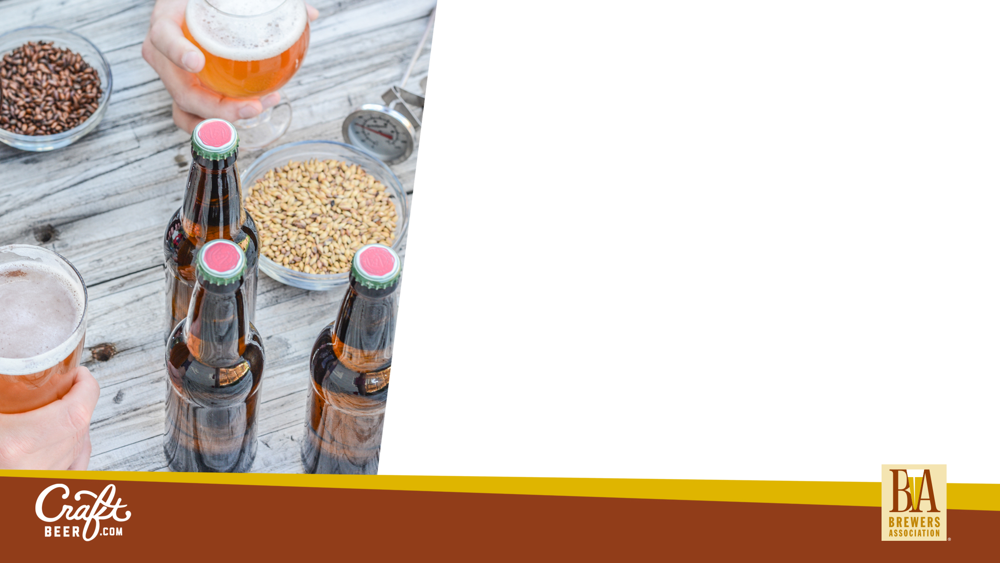 Craft
BEER.COM
BA
BREWERS
ASSOCIATION
®